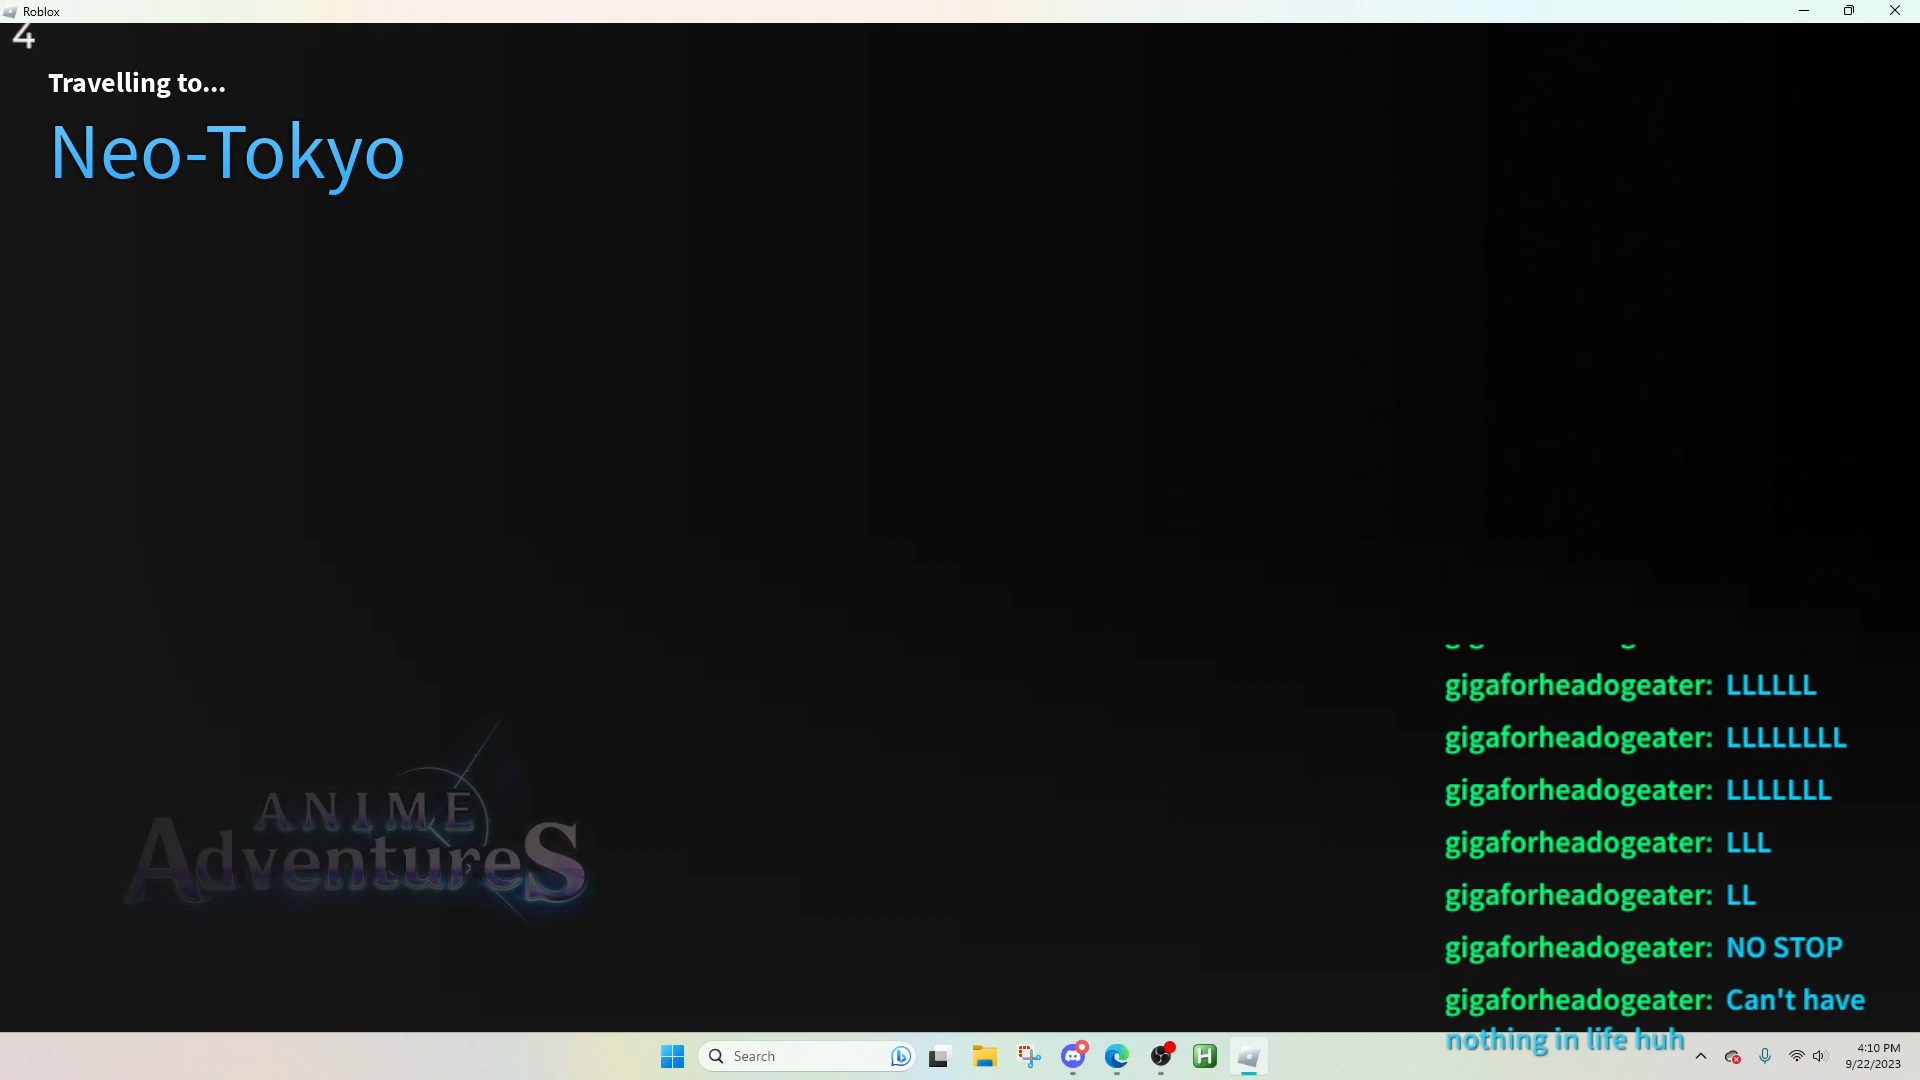 Roblox
4
Travelling to...
Neo-Tokyo
ANIME
AdventureS
gigaforheadogeater: LLLLLL
gigaforheadogeater: LLLLLLLL
gigaforheadogeater: LLLLLLL
gigaforheadogeater: LLL
gigaforheadogeater: LL
gigaforheadogeater: NO STOP
gigaforheadogeater: Can't have
nothing in life huh
Search
4:10 PM
9/22/2023